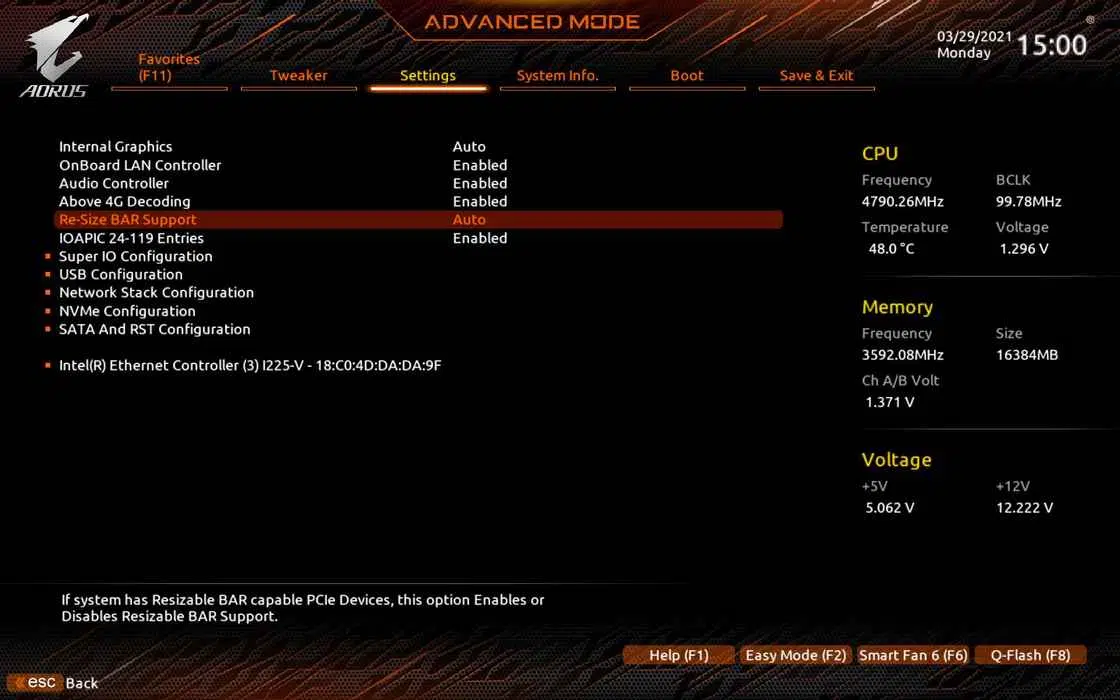 ADVANCED MODE
03/29/2021
Monday
15:00
AORUS
Favorites
(F11)
Tweaker
Settings
System Info.
Boot
Save & Exit
Internal Graphics Auto
OnBoard LAN Controller Enabled
Audio Controller Enabled
Above 4G Decoding Enabled
Re-Size BAR Support Auto
IOAPIC 24-119 Entries Enabled
Super IO Configuration
USB Configuration
Network Stack Configuration
NVMe Configuration
SATA And RST Configuration
Intel(R) Ethernet Controller (3) I225-V - 18:C0:4D:DA:DA:9F
CPU
Frequency BCLK
4790.26MHz 99.78MHz
Temperature Voltage
48.0 °C 1.296 V
Memory
Frequency Size
3592.08MHz 16384MB
Ch A/B Volt
1.371 V
Voltage
+5V +12V
5.062 V 12.222 V
If system has Resizable BAR capable PCIe Devices, this option Enables or
Disables Resizable BAR Support.
Help (F1) Easy Mode (F2) Smart Fan 6 (F6) Q-Flash (F8)
esc Back